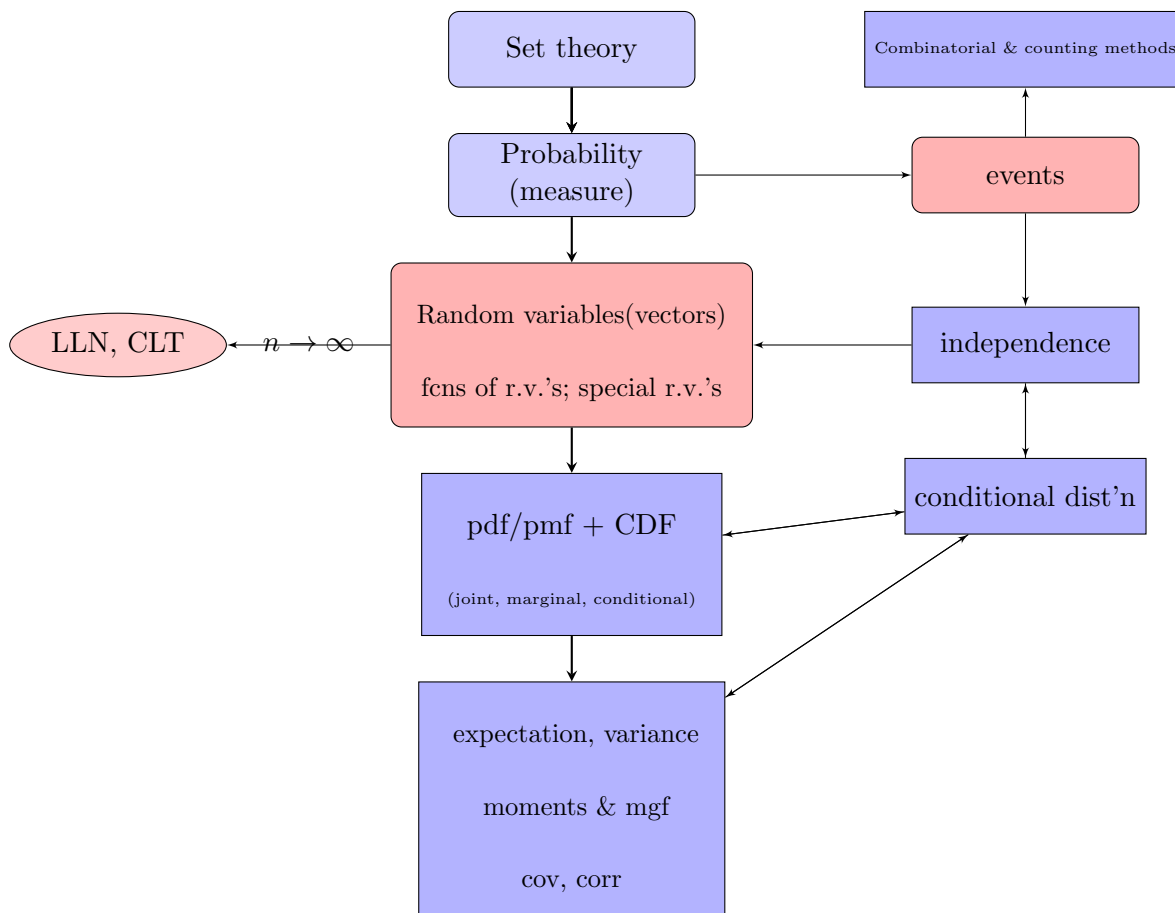 Set theory
Combinatorial & counting methods
Probability
(measure)
events
Random variables(vectors)
fcns of r.v.'s; special r.v.'s
LLN, CLT
n → ∞
independence
pdf/pmf + CDF
(joint, marginal, conditional)
conditional dist'n
expectation, variance
moments & mgf
cov, corr